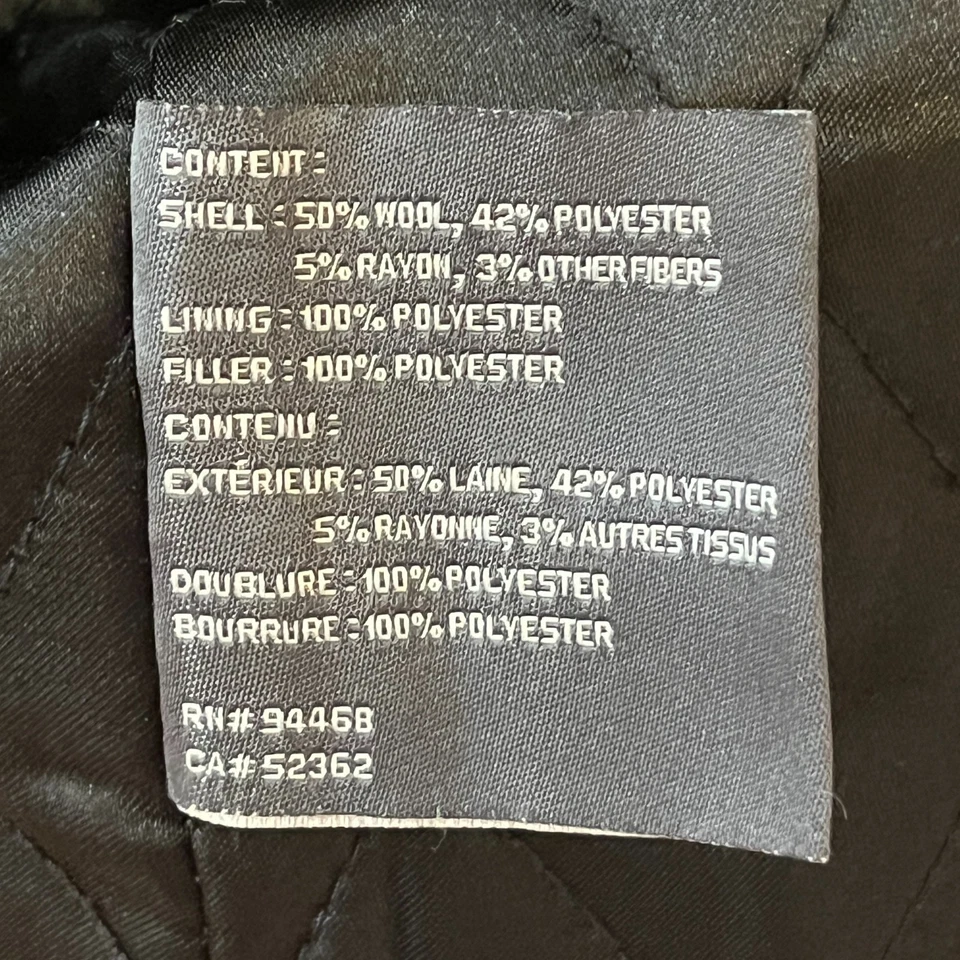 CONTENT :
SHELL : 50% WOOL, 42% POLYESTER
5% RAYON, 3% OTHER FIBERS
LINING : 100% POLYESTER
FILLER : 100% POLYESTER
CONTENU :
EXTÉRIEUR : 50% LAINE, 42% POLYESTER
5% RAYONNE, 3% AUTRES TISSUS
DOUBLURE : 100% POLYESTER
BOURRURE : 100% POLYESTER
RN# 94468
CA# 52362